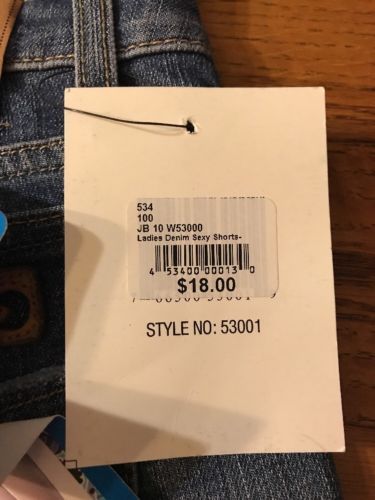 534
100
JB 10 W53000
Ladies Denim Sexy Shorts-
4 53400 00013 0
$18.00
STYLE NO: 53001